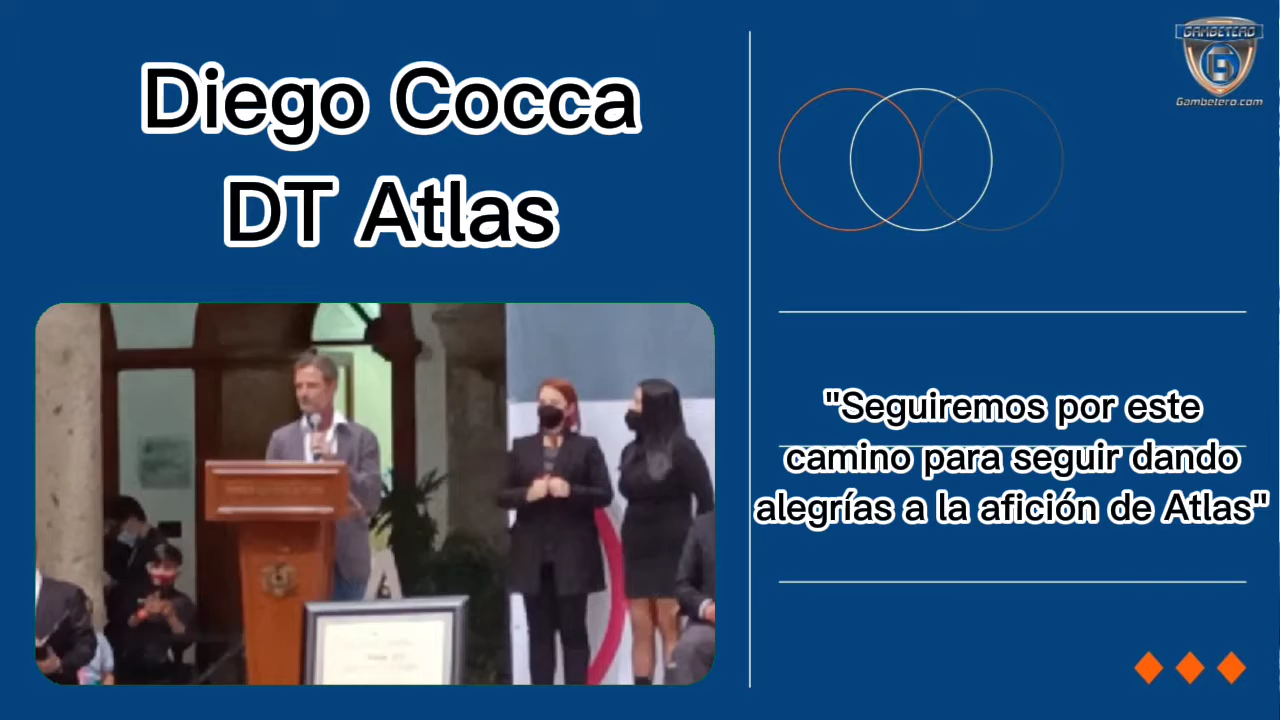 Diego Cocca
DT Atlas
GAMBETERO
Gambetero.com
"Seguiremos por este
camino para seguir dando
alegrías a la afición de Atlas"